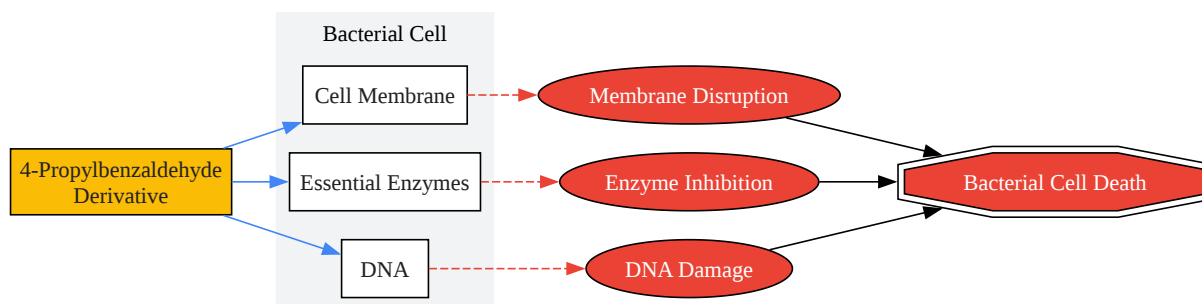 Bacterial Cell
Cell Membrane
Membrane Disruption
4-Propylbenzaldehyde
Derivative
Essential Enzymes
Enzyme Inhibition
Bacterial Cell Death
DNA
DNA Damage